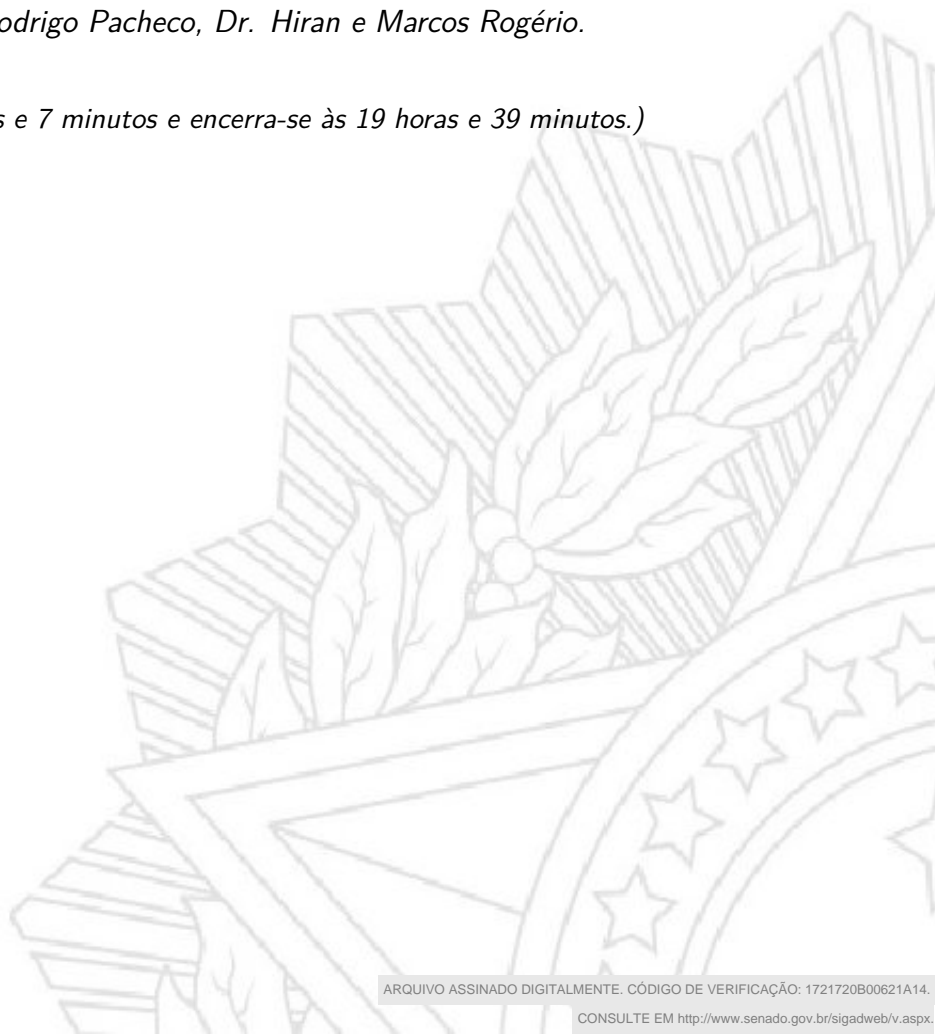 odrigo Pacheco, Dr. Hiran e Marcos Rogério.
s e 7 minutos e encerra-se às 19 horas e 39 minutos.)
ARQUIVO ASSINADO DIGITALMENTE. CÓDIGO DE VERIFICAÇÃO: 1721720B00621A14.
CONSULTE EM http://www.senado.gov.br/sigadweb/v.aspx.